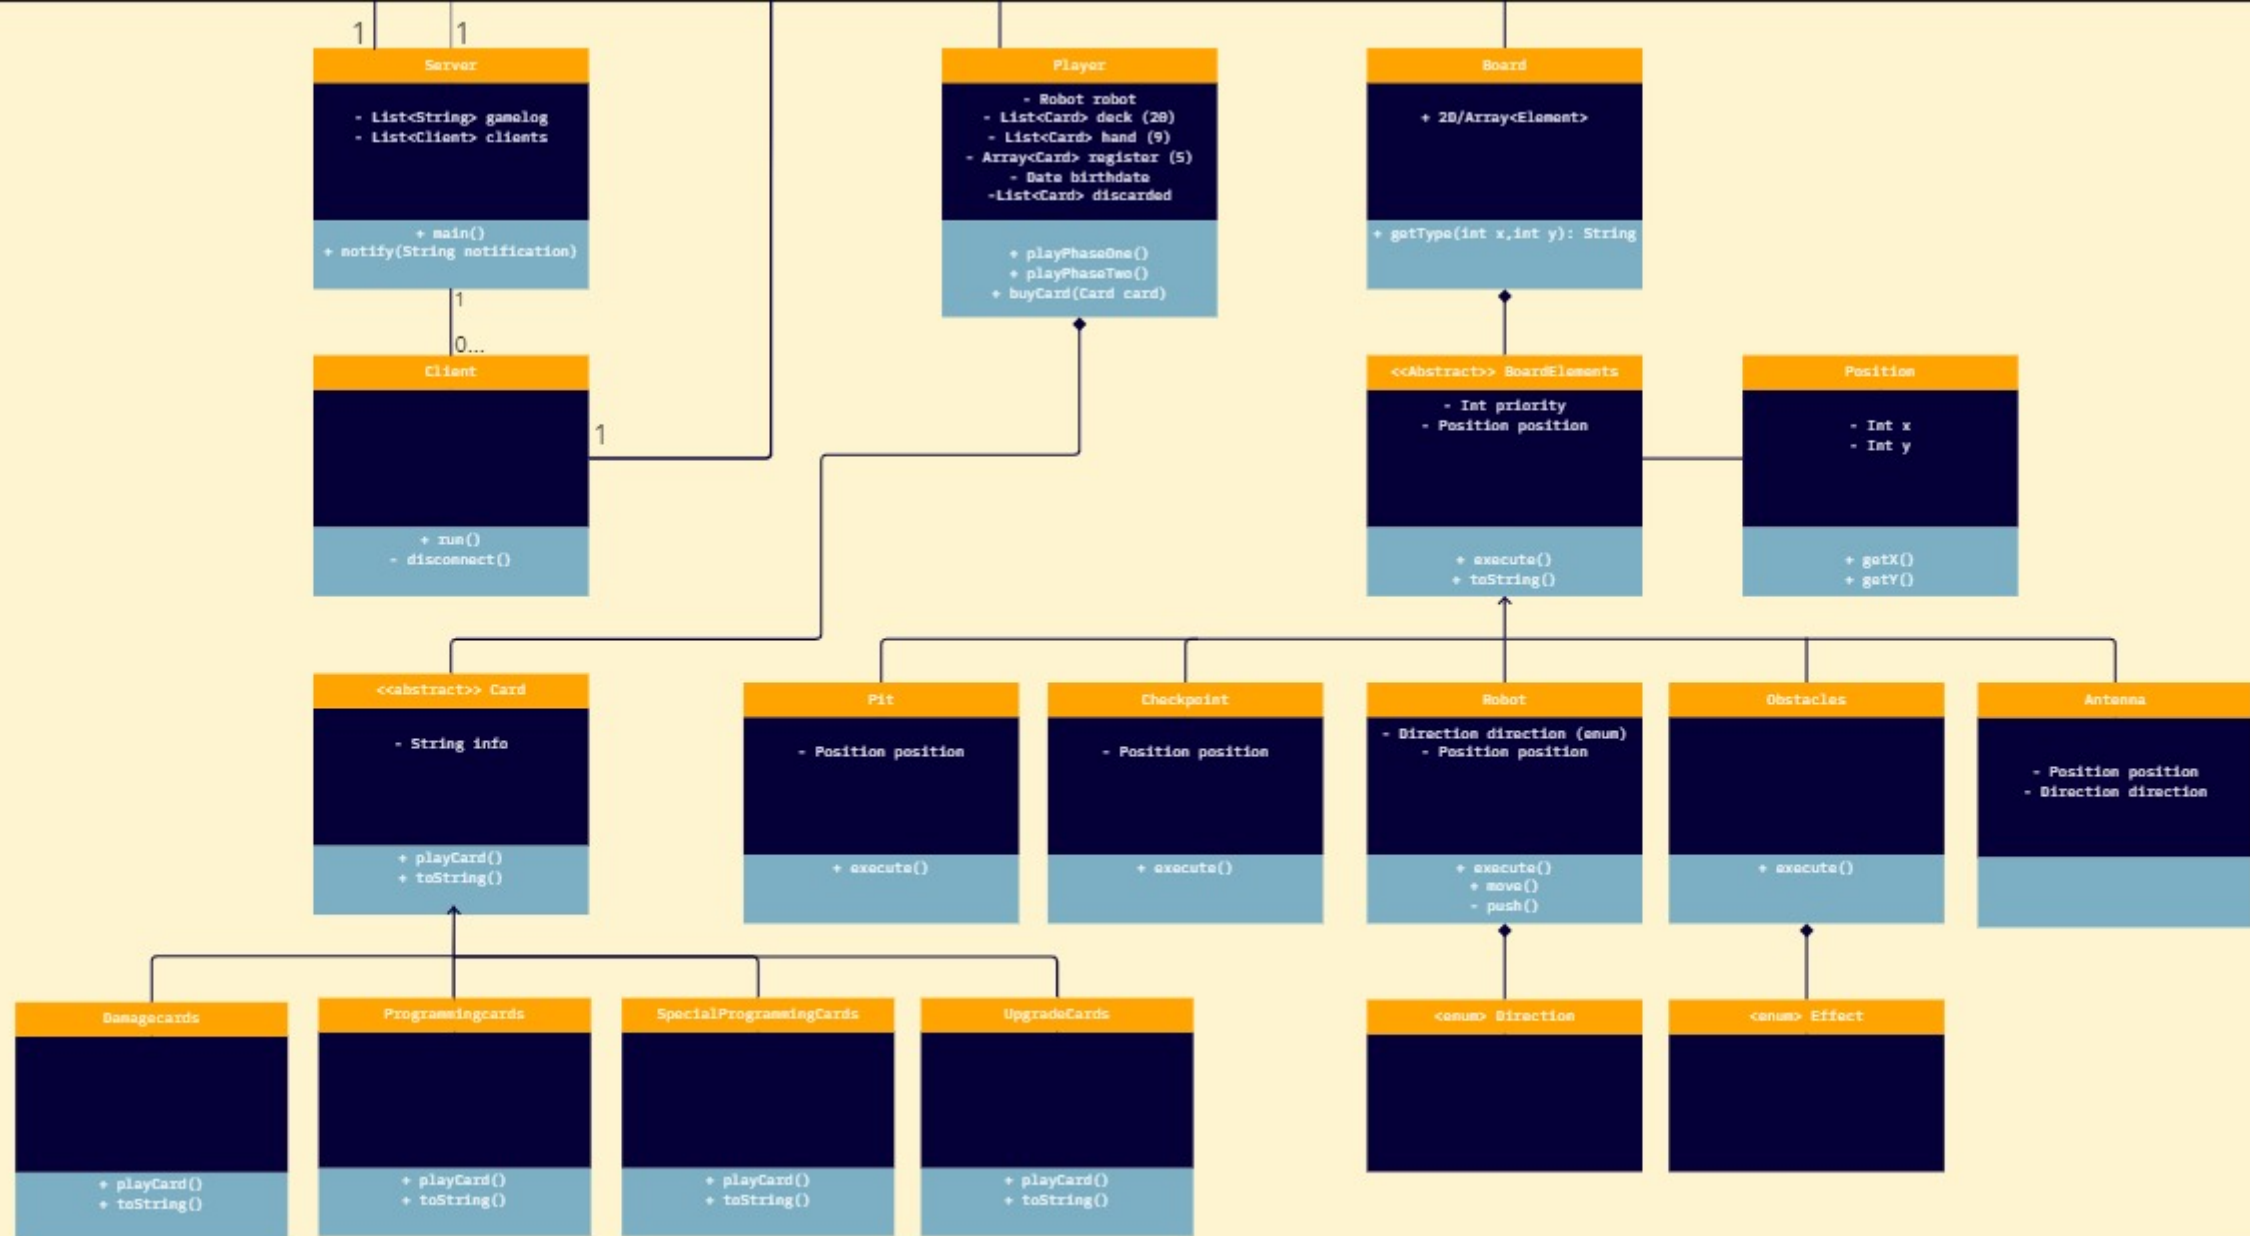 1
1
Server
- List<String> gamelog
- List<Client> clients
+ main()
+ notify(String notification)
1
0...
Client
1
+ run()
- disconnect()
Player
- Robot robot
- List<Card> deck (20)
- List<Card> hand (9)
- Array<Card> register (5)
- Date birthdate
-List<Card> discarded
+ playPhaseOne()
+ playPhaseTwo()
+ buyCard(Card card)
Board
+ 2D/Array<Element>
+ getType(int x,int y): String
<<Abstract>> BoardElements
- Int priority
- Position position
+ execute()
+ toString()
Position
- Int x
- Int y
+ getX()
+ getY()
<<abstract>> Card
- String info
+ playCard()
+ toString()
Pit
- Position position
+ execute()
Checkpoint
- Position position
+ execute()
Robot
- Direction direction (enum)
- Position position
+ execute()
+ move()
- push()
Obstacles
+ execute()
Antenna
- Position position
- Direction direction
Damagecards
+ playCard()
+ toString()
Programmingcards
+ playCard()
+ toString()
SpecialProgrammingCards
+ playCard()
+ toString()
UpgradeCards
+ playCard()
+ toString()
<enum> Direction
<enum> Effect